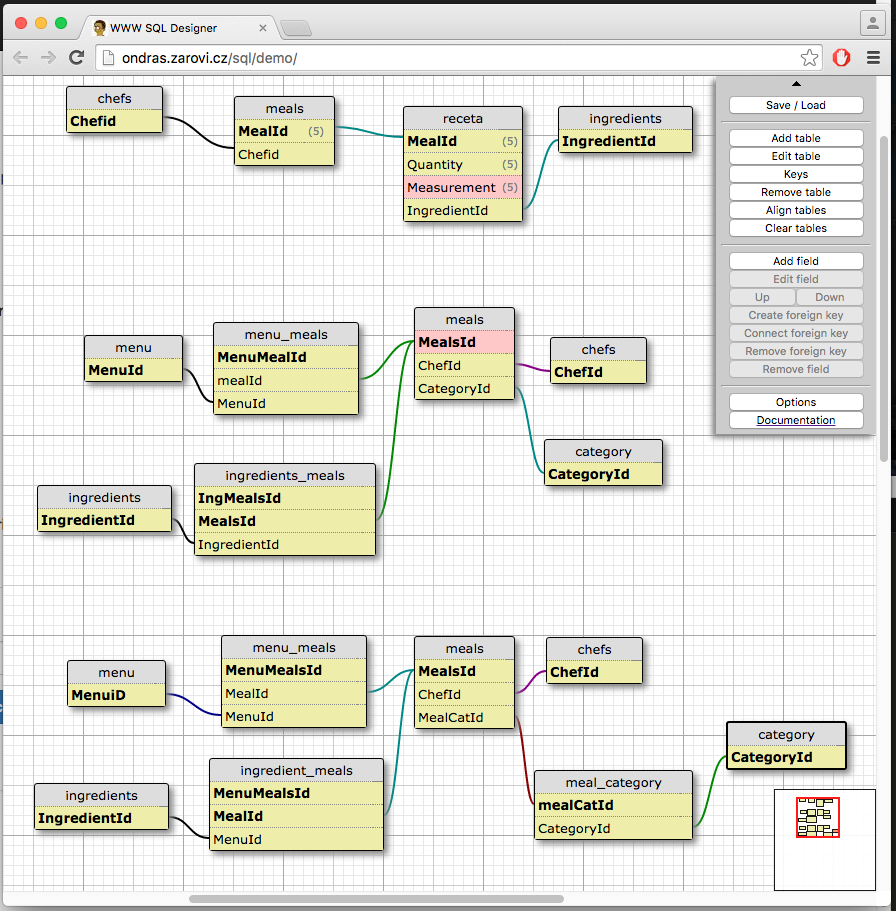 WWW SQL Designer
ondras.zarovi.cz/sql/demo/
chefs
Chefid
meals
MealId (5)
Chefid
receta
MealId (5)
Quantity (5)
Measurement (5)
IngredientId
ingredients
IngredientId
Save / Load
Add table
Edit table
Keys
Remove table
Align tables
Clear tables
Add field
Edit field
Up Down
Create foreign key
Connect foreign key
Remove foreign key
Remove field
Options
Documentation
menu
MenuId
menu_meals
MenuMealId
mealId
MenuId
meals
MealsId
ChefId
CategoryId
chefs
ChefId
category
CategoryId
ingredients
IngredientId
ingredients_meals
IngMealsId
MealsId
IngredientId
menu
MenuiD
menu_meals
MenuMealsId
MealId
MenuId
meals
MealsId
ChefId
MealCatId
chefs
ChefId
category
CategoryId
ingredients
IngredientId
ingredient_meals
MenuMealsId
MealId
MenuId
meal_category
mealCatId
CategoryId